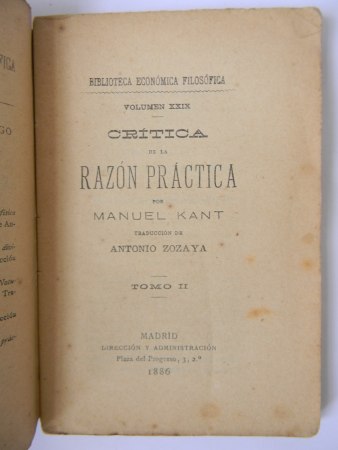 BIBLIOTECA ECONÓMICA FILOSÓFICA
VOLUMEN XXIX
CRÍTICA
DE LA
RAZÓN PRÁCTICA
POR
MANUEL KANT
TRADUCCIÓN DE
ANTONIO ZOZAYA
TOMO II
MADRID
DIRECCIÓN Y ADMINISTRACIÓN
Plaza del Progreso, 3, 2.º
1886